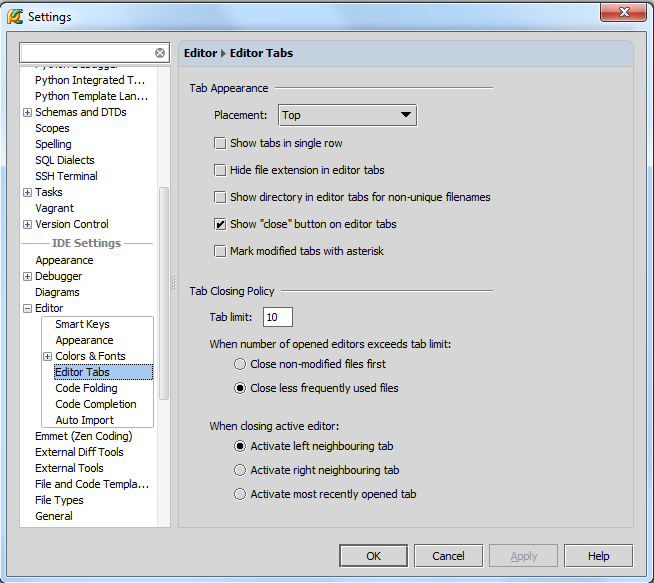 Settings
Python Debugger
Python Integrated T...
Python Template Lan...
Schemas and DTDs
Scopes
Spelling
SQL Dialects
SSH Terminal
Tasks
Vagrant
Version Control
IDE Settings
Appearance
Debugger
Diagrams
Editor
Smart Keys
Appearance
Colors & Fonts
Editor Tabs
Code Folding
Code Completion
Auto Import
Emmet (Zen Coding)
External Diff Tools
External Tools
File and Code Templa...
File Types
General
Editor Editor Tabs
Tab Appearance
Placement: Top
Show tabs in single row
Hide file extension in editor tabs
Show directory in editor tabs for non-unique filenames
Show "close" button on editor tabs
Mark modified tabs with asterisk
Tab Closing Policy
Tab limit: 10
When number of opened editors exceeds tab limit:
Close non-modified files first
Close less frequently used files
When closing active editor:
Activate left neighbouring tab
Activate right neighbouring tab
Activate most recently opened tab
OK Cancel Apply Help